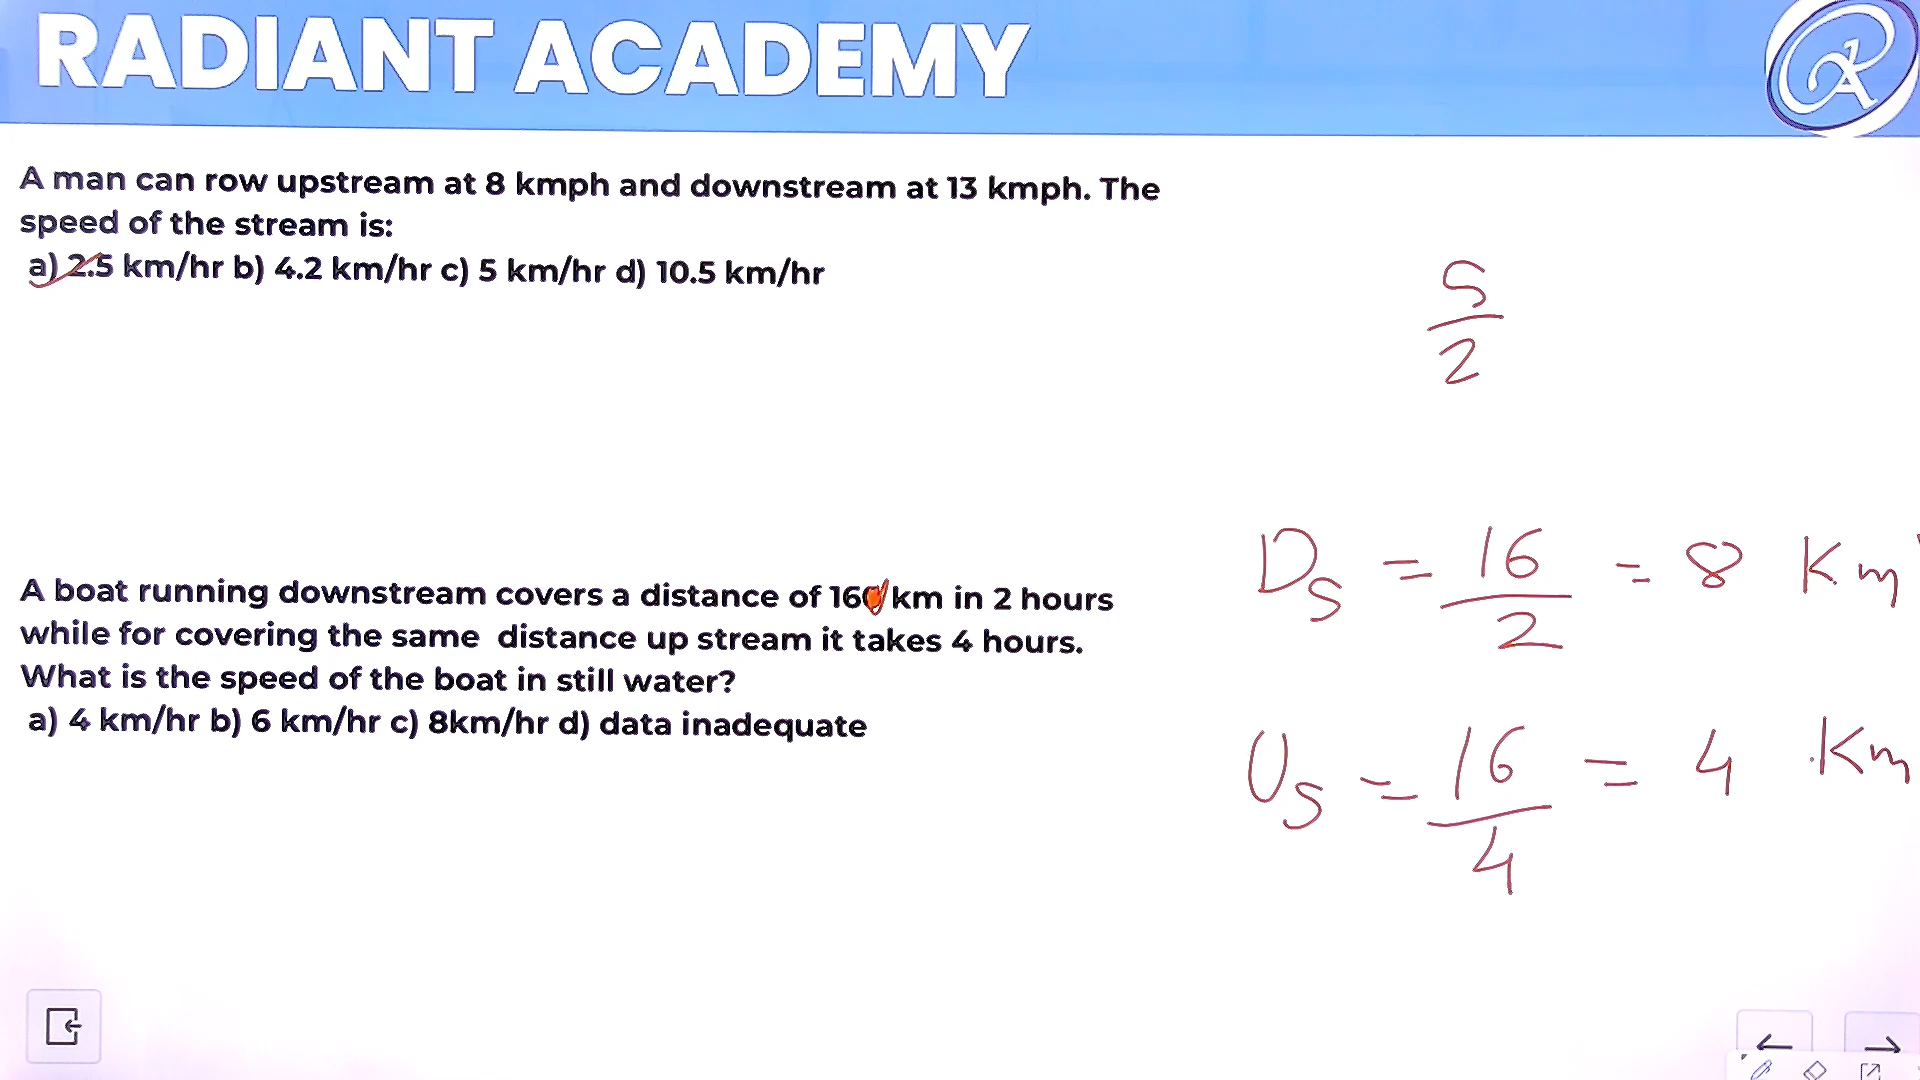 RADIANT ACADEMY
A man can row upstream at 8 kmph and downstream at 13 kmph. The
speed of the stream is:
a) 2.5 km/hr b) 4.2 km/hr c) 5 km/hr d) 10.5 km/hr
5
2
A boat running downstream covers a distance of 160 km in 2 hours
while for covering the same distance up stream it takes 4 hours.
What is the speed of the boat in still water?
a) 4 km/hr b) 6 km/hr c) 8km/hr d) data inadequate
Ds = 16/2 = 8 Km
Us = 16/4 = 4 Km